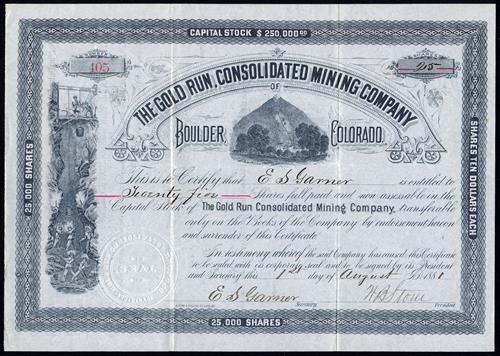 CAPITAL STOCK $250,000.00
NUMBER
405
SHARES
25
THE GOLD RUN, CONSOLIDATED MINING COMPANY
OF
BOULDER, COLORADO.
This is to Certify that E S Garner is entitled to
Twenty five Shares full paid and non assessable in the
Capital Stock of The Gold Run Consolidated Mining Company, transferable
only on the Books of the Company by endorsement hereon
and surrender of this Certificate.
In testimony whereof the said Company has caused this Certificate
to be sealed with its corporate seal and to be signed by its President
and Secretary this 1st day of August 1881
E S Garner Secretary. President.
25,000 SHARES
SHARES TEN DOLLARS EACH
25,000 SHARES